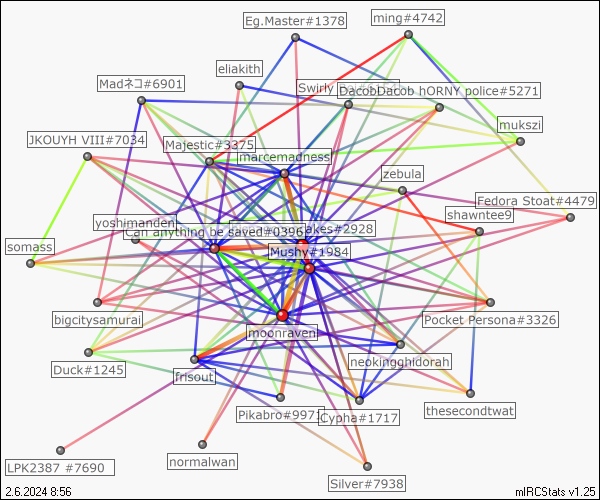 Eg.Master#1378
ming#4742
eliakith
Madネコ#6901
Swirly
DacobDacob hORNY police#5271
mukszi
JKOUYH VIII#7034
Majestic#3375
marcemadness
zebula
Fedora Stoat#4479
shawntee9
yoshimanden
Can anything be saved#0396
akes#2928
Mushy#1984
somass
bigcitysamurai
moonraven
Pocket Persona#3326
neokingghidorah
Duck#1245
frisout
Pikabro#9971
Cypha#1717
thesecondtwat
LPK2387 #7690
normalwan
Silver#7938
2.6.2024 8:56
mIRCStats v1.25